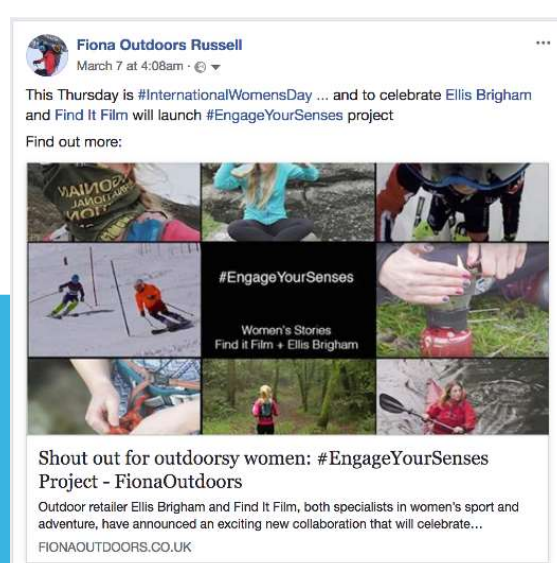 Fiona Outdoors Russell
March 7 at 4:08am ·
This Thursday is #InternationalWomensDay ... and to celebrate Ellis Brigham
and Find It Film will launch #EngageYourSenses project
Find out more:
#EngageYourSenses
Women's Stories
Find it Film + Ellis Brigham
Shout out for outdoorsy women: #EngageYourSenses
Project - FionaOutdoors
Outdoor retailer Ellis Brigham and Find It Film, both specialists in women's sport and
adventure, have announced an exciting new collaboration that will celebrate...
FIONAOUTDOORS.CO.UK